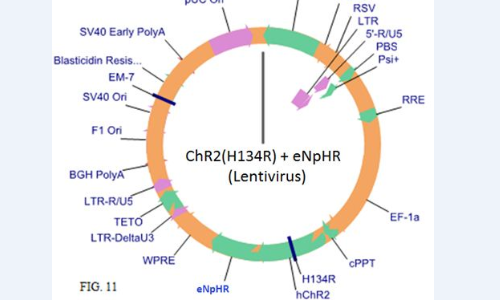 pUC Ori
SV40 Early PolyA
Blasticidin Resis...
EM-7
SV40 Ori
F1 Ori
BGH PolyA
LTR-R/U5
TETO
LTR-DeltaU3
WPRE
eNpHR
hChR2
H134R
cPPT
EF-1a
RRE
Psi+
PBS
5'-R/U5
LTR
RSV
ChR2(H134R) + eNpHR
(Lentivirus)
FIG. 11